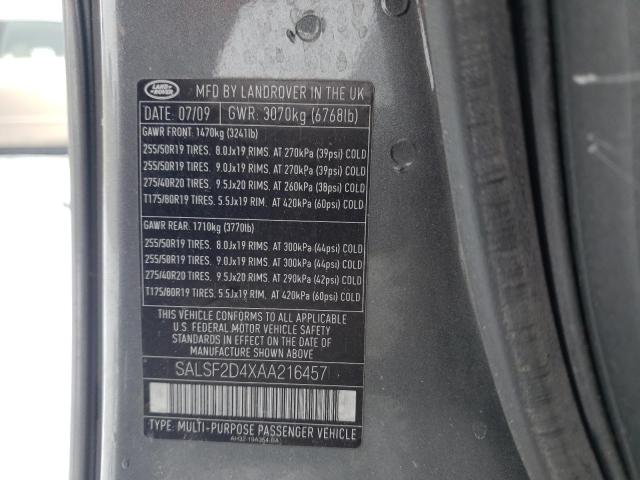 LAND ROVER
MFD BY LANDROVER IN THE UK
DATE: 07/09 GWR: 3070kg (6768lb)
GAWR FRONT: 1470kg (3241lb)
255/50R19 TIRES. 8.0Jx19 RIMS. AT 270kPa (39psi) COLD
255/50R19 TIRES. 9.0Jx19 RIMS. AT 270kPa (39psi) COLD
275/40R20 TIRES. 9.5Jx20 RIMS. AT 260kPa (38psi) COLD
T175/80R19 TIRES. 5.5Jx19 RIM. AT 420kPa (60psi) COLD
GAWR REAR: 1710kg (3770lb)
255/50R19 TIRES. 8.0Jx19 RIMS. AT 300kPa (44psi) COLD
255/50R19 TIRES. 9.0Jx19 RIMS. AT 300kPa (44psi) COLD
275/40R20 TIRES. 9.5Jx20 RIMS. AT 290kPa (42psi) COLD
T175/80R19 TIRES. 5.5Jx19 RIM. AT 420kPa (60psi) COLD
THIS VEHICLE CONFORMS TO ALL APPLICABLE
U.S. FEDERAL MOTOR VEHICLE SAFETY
STANDARDS IN EFFECT ON THE DATE OF
MANUFACTURE SHOWN ABOVE.
SALSF2D4XAA216457
TYPE: MULTI-PURPOSE PASSENGER VEHICLE
AH32-19A354-BA